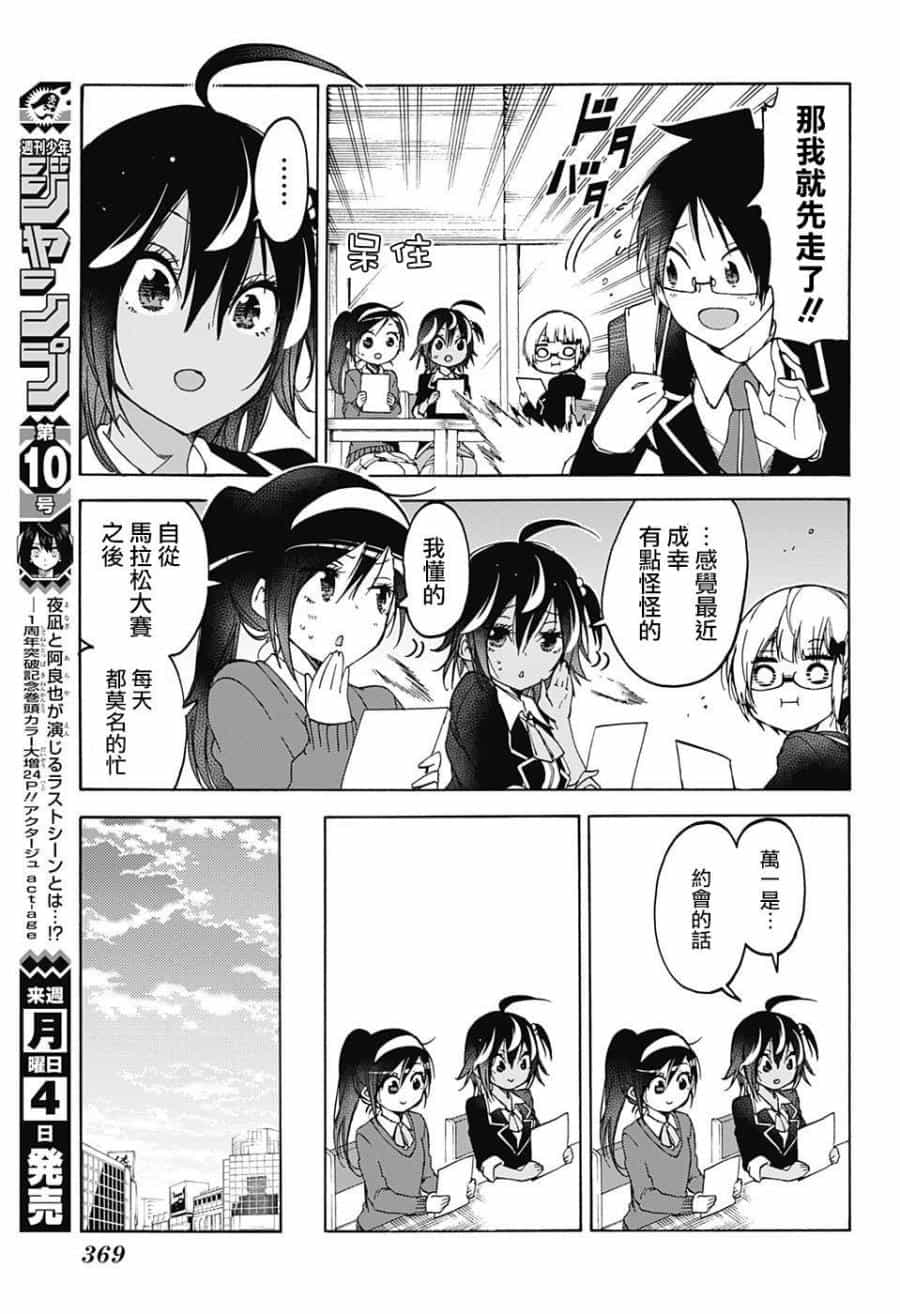 那我就先走了!!
ドタ
バタ
呆住
……
…感覺最近
成幸
有點怪怪的
我懂的
自從
馬拉松大賽
之後
每天
都莫名的忙
萬一是…
約會的話
週刊少年
ジャンプ
第
10
号
夜凪と阿良也が演じるラストシーンとは…!?
―1周年突破記念巻頭カラー大増24P!!アクタージュ act-age
来週
月
曜日
4
日
発売
369